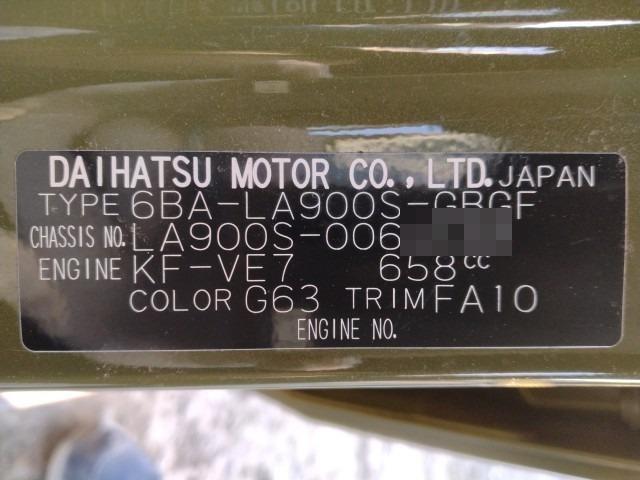 DAIHATSU MOTOR CO., LTD. JAPAN
TYPE 6BA-LA900S-GBGF
CHASSIS NO. LA900S-006
ENGINE KF-VE7 658cc
COLOR G63 TRIM FA10
ENGINE NO.